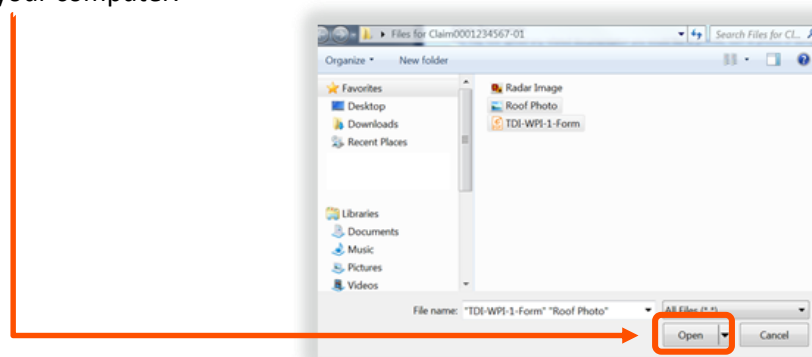 your computer.
Files for Claim0001234567-01
Search Files for Cl...
Organize
New folder
Favorites
Desktop
Downloads
Recent Places
Radar Image
Roof Photo
TDI-WPI-1-Form
Libraries
Documents
Music
Pictures
Videos
File name: "TDI-WPI-1-Form" "Roof Photo"
All Files (*.*)
Open
Cancel